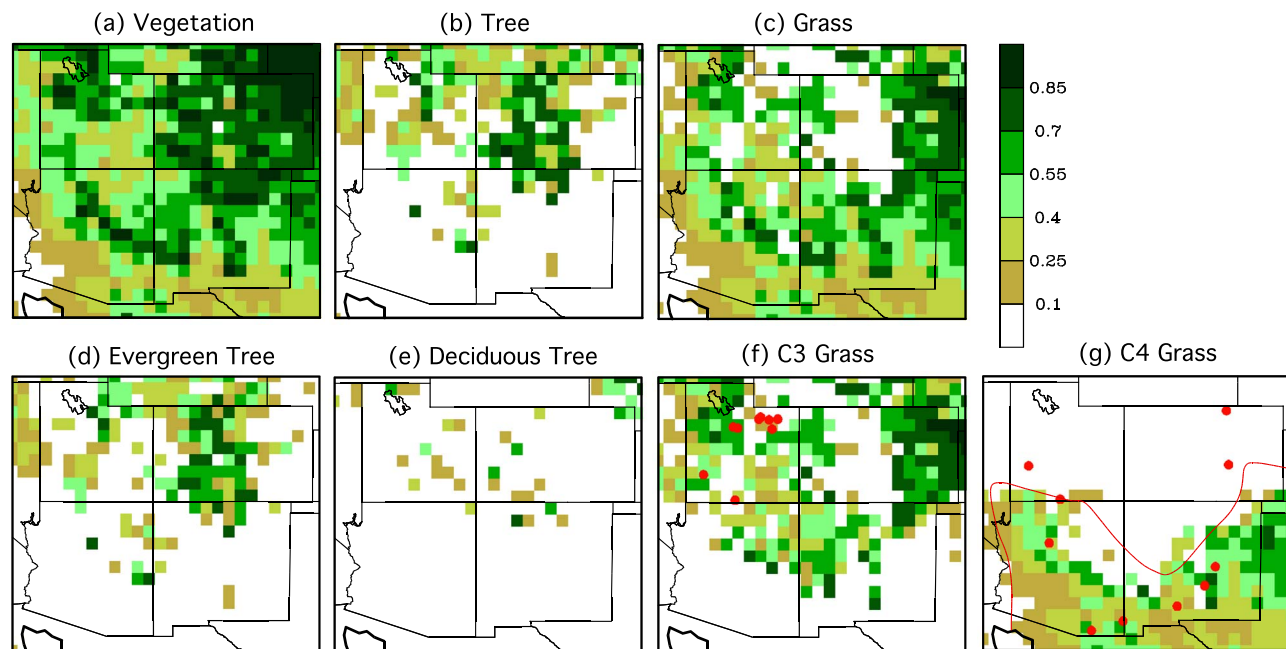 (a) Vegetation
(b) Tree
(c) Grass
0.85
0.7
0.55
0.4
0.25
0.1
(d) Evergreen Tree
(e) Deciduous Tree
(f) C3 Grass
(g) C4 Grass